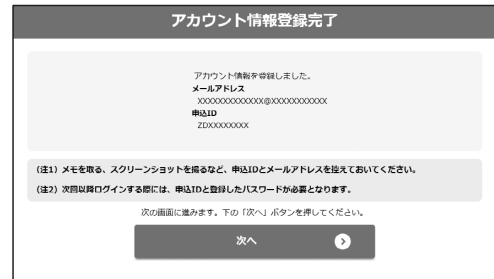 アカウント情報登録完了
アカウント情報を登録しました。
メールアドレス
XXXXXXXXXXXXX@XXXXXXXXXXX
申込ID
ZDXXXXXXXX
(注1) メモを取る、スクリーンショットを撮るなど、申込IDとメールアドレスを控えておいてください。
(注2) 次回以降ログインする際には、申込IDと登録したパスワードが必要となります。
次の画面に進みます。下の「次へ」ボタンを押してください。
次へ